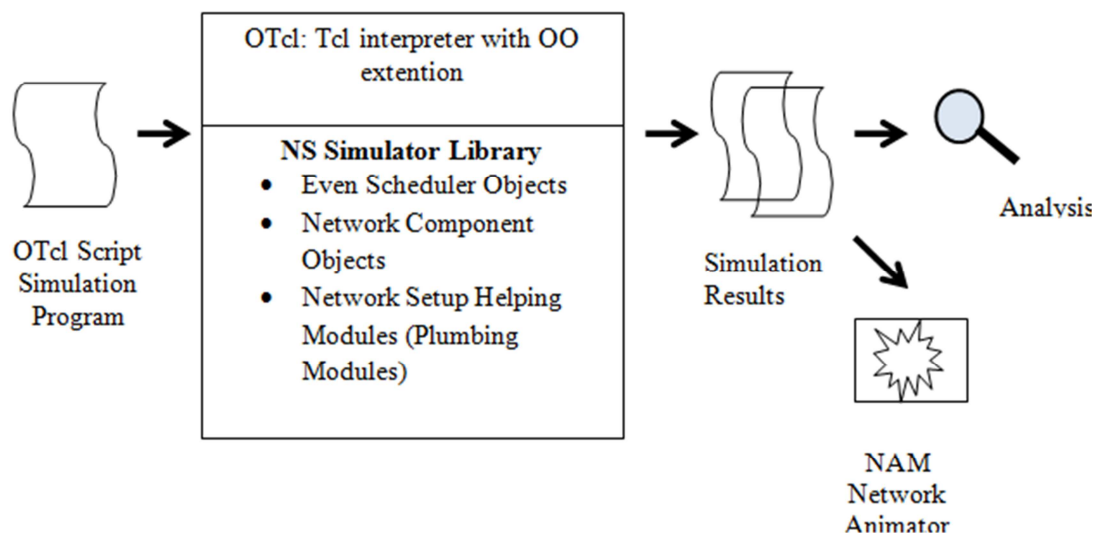 OTcl: Tcl interpreter with OO
extention
NS Simulator Library
• Even Scheduler Objects
• Network Component
Objects
• Network Setup Helping
Modules (Plumbing
Modules)
OTcl Script
Simulation
Program
Simulation
Results
Analysis
NAM
Network
Animator